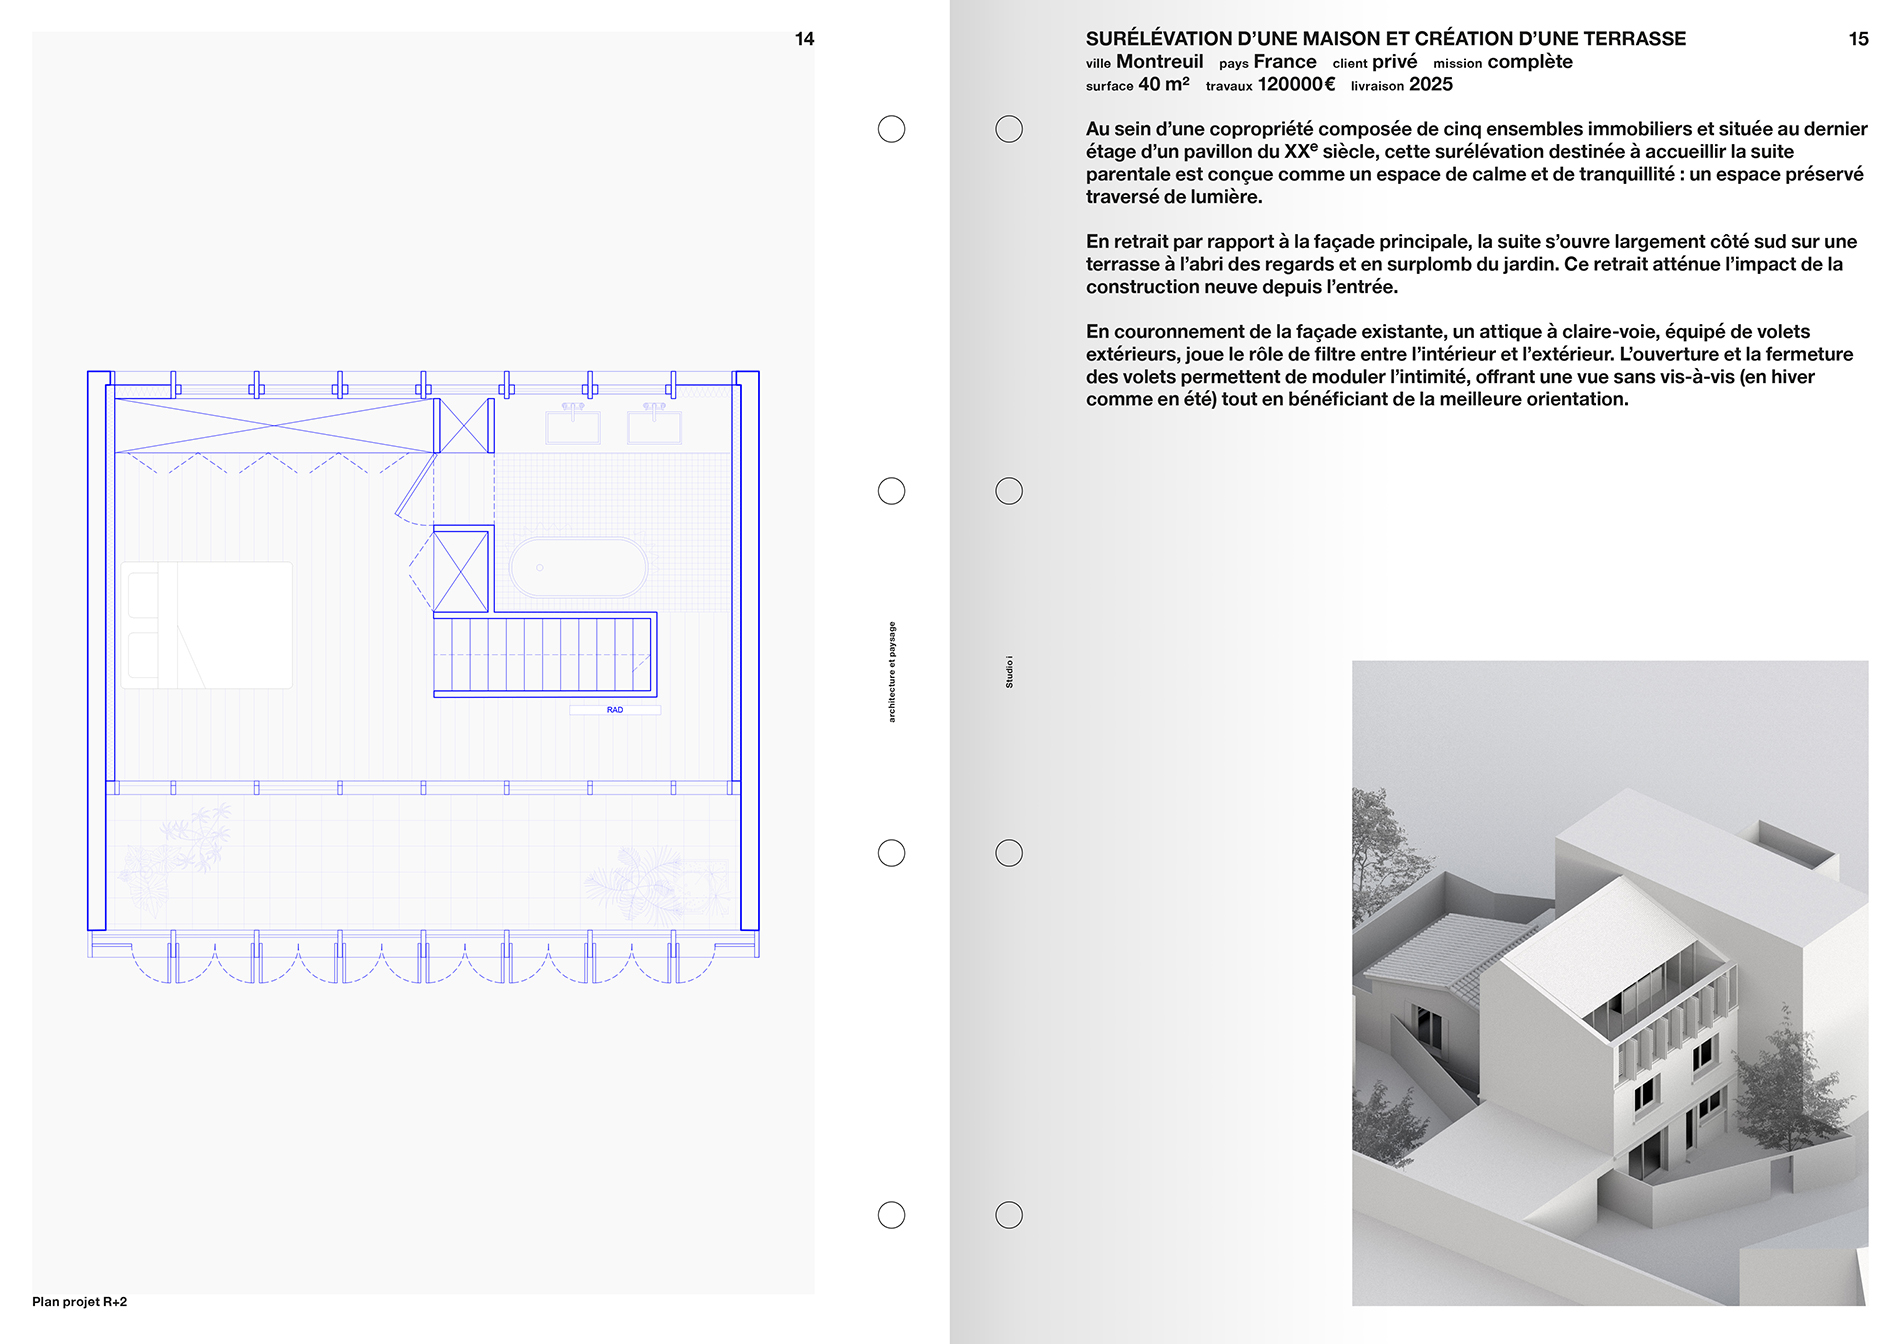 14
RAD
Plan projet R+2
architecture et paysage
Studio i
SURÉLÉVATION D’UNE MAISON ET CRÉATION D’UNE TERRASSE
15
ville Montreuil pays France client privé mission complète
surface 40 m² travaux 120000 € livraison 2025
Au sein d’une copropriété composée de cinq ensembles immobiliers et située au dernier
étage d’un pavillon du XXe siècle, cette surélévation destinée à accueillir la suite
parentale est conçue comme un espace de calme et de tranquillité : un espace préservé
traversé de lumière.
En retrait par rapport à la façade principale, la suite s’ouvre largement côté sud sur une
terrasse à l’abri des regards et en surplomb du jardin. Ce retrait atténue l’impact de la
construction neuve depuis l’entrée.
En couronnement de la façade existante, un attique à claire-voie, équipé de volets
extérieurs, joue le rôle de filtre entre l’intérieur et l’extérieur. L’ouverture et la fermeture
des volets permettent de moduler l’intimité, offrant une vue sans vis-à-vis (en hiver
comme en été) tout en bénéficiant de la meilleure orientation.